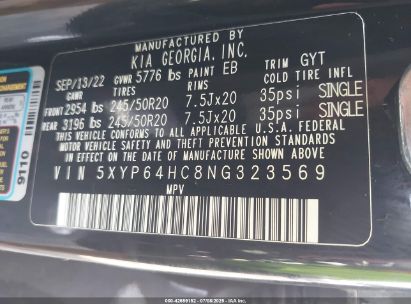 MANUFACTURED BY
KIA GEORGIA, INC.
SEP/13/22 GVWR 5776 lbs PAINT EB TRIM GYT
GAWR TIRES RIMS COLD TIRE INFL
FRONT 2954 lbs 245/50R20 7.5Jx20 35psi SINGLE
REAR 3196 lbs 245/50R20 7.5Jx20 35psi SINGLE
THIS VEHICLE CONFORMS TO ALL APPLICABLE U.S.A. FEDERAL
MOTOR VEHICLE SAFETY AND THEFT PREVENTION STANDARDS
IN EFFECT ON THE DATE OF MANUFACTURE SHOWN ABOVE.
VIN 5XYP64HC8NG323569
MPV
9110